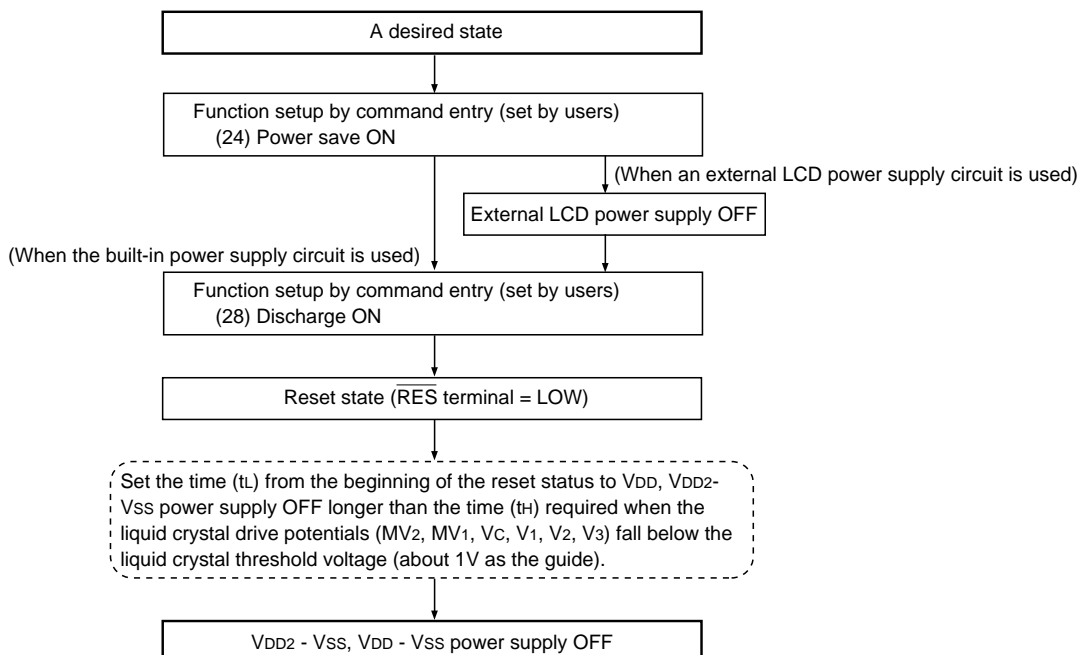 A desired state
Function setup by command entry (set by users)
(24) Power save ON
(When an external LCD power supply circuit is used)
External LCD power supply OFF
(When the built-in power supply circuit is used)
Function setup by command entry (set by users)
(28) Discharge ON
Reset state (R̅E̅S̅ terminal = LOW)
Set the time (tL) from the beginning of the reset status to VDD, VDD2-
VSS power supply OFF longer than the time (tH) required when the
liquid crystal drive potentials (MV2, MV1, VC, V1, V2, V3) fall below the
liquid crystal threshold voltage (about 1V as the guide).
VDD2 - VSS, VDD - VSS power supply OFF